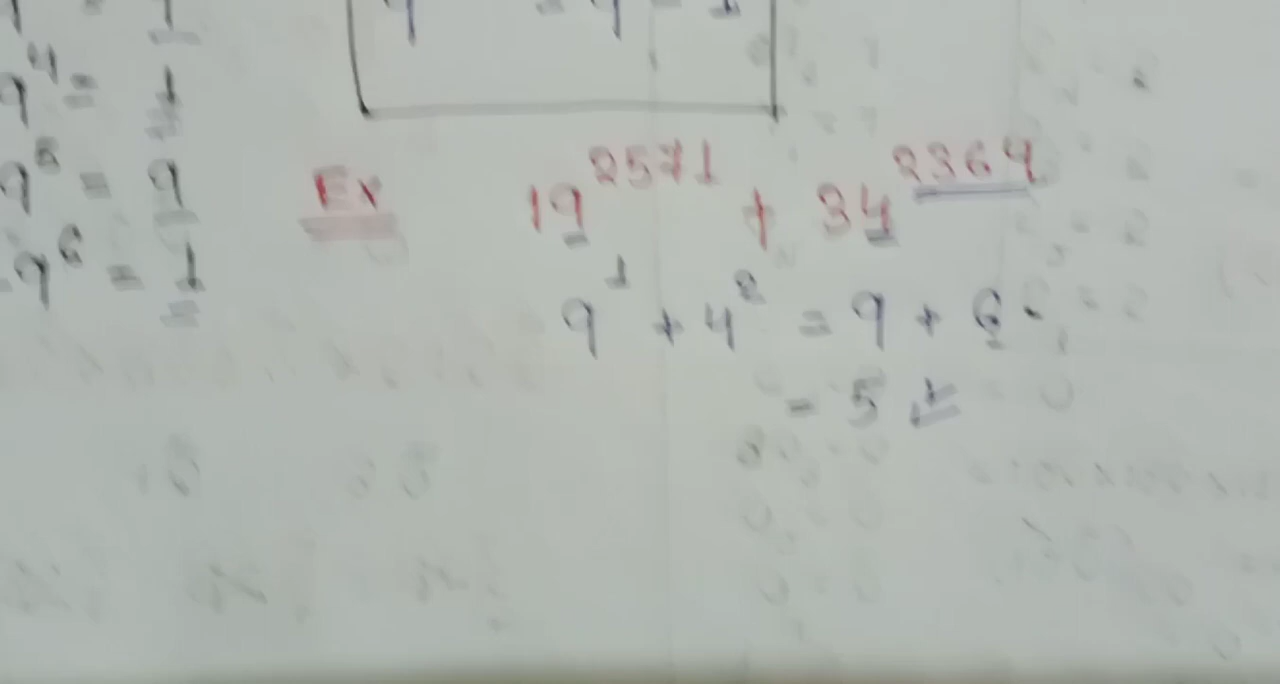 9⁴ = 1
9⁵ = 9
9⁶ = 1
Ex 19²⁵⁷¹ + 34²³⁶⁴
9¹ + 4² = 9 + 6
= 5